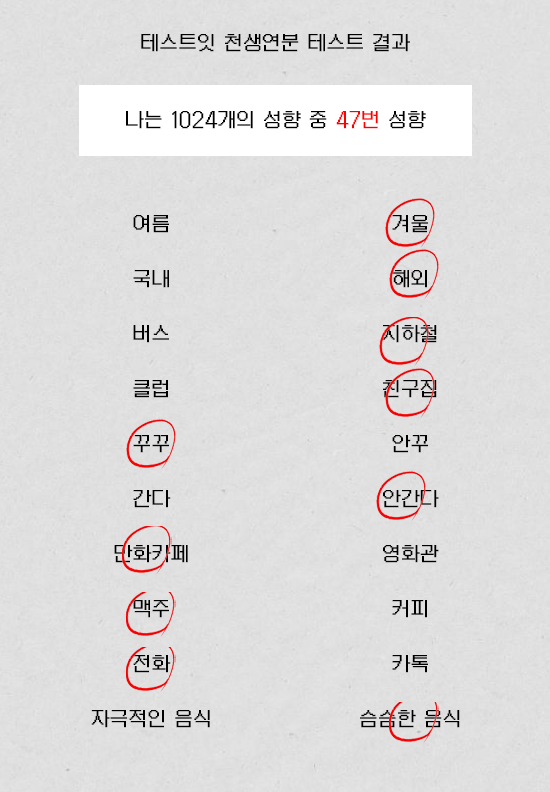 테스트잇 천생연분 테스트 결과
나는 1024개의 성향 중 47번 성향
여름 겨울
국내 해외
버스 지하철
클럽 친구집
꾸꾸 안꾸
간다 안간다
만화카페 영화관
맥주 커피
전화 카톡
자극적인 음식 슴슴한 음식